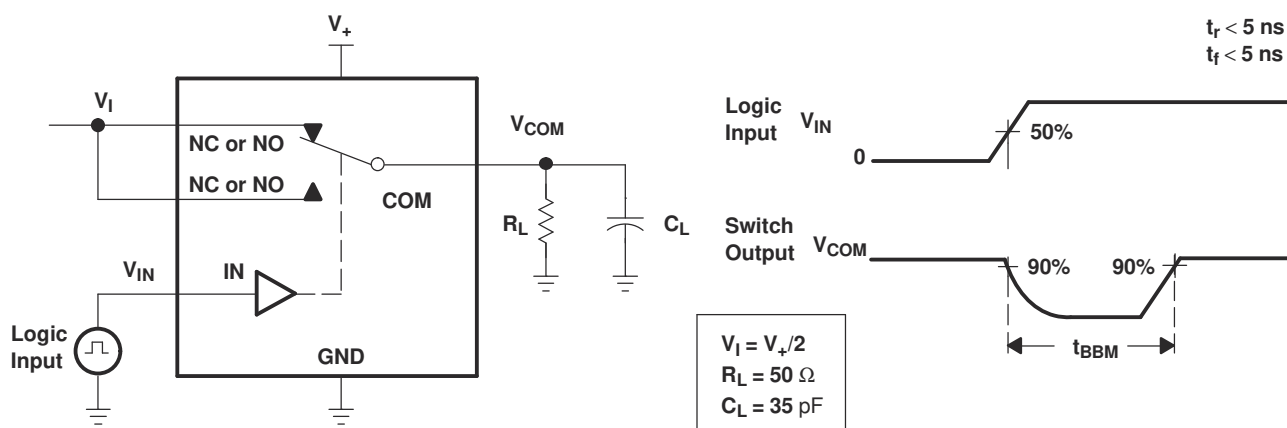 V+
VI
NC or NO
NC or NO
COM
VCOM
RL
CL
VIN
IN
Logic
Input
GND
VI = V+/2
RL = 50 Ω
CL = 35 pF
tr < 5 ns
tf < 5 ns
Logic
Input
VIN
50%
0
Switch
Output
VCOM
90%
90%
tBBM